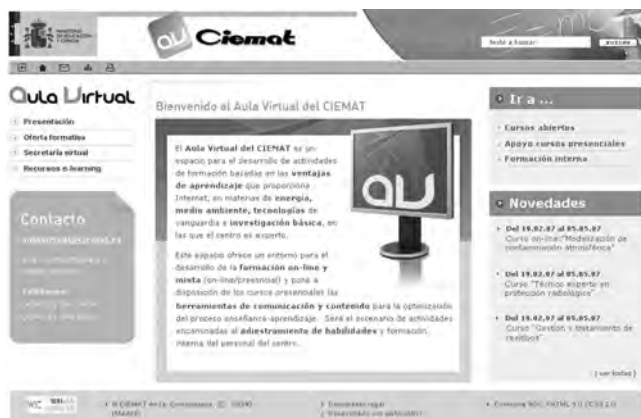 MINISTERIO
DE EDUCACIÓN
Y CIENCIA
au Ciemat
buscar
Aula Virtual
Presentación
Oferta formativa
Secretaría virtual
Recursos e-learning
Contacto
Bienvenido al Aula Virtual del CIEMAT
El Aula Virtual del CIEMAT es un
espacio para el desarrollo de actividades
de formación basadas en las ventajas
de aprendizaje que proporciona
Internet, en materias de energía,
medio ambiente, tecnologías de
vanguardia e investigación básica, en
las que el centro es experto.
au
Este espacio ofrece un entorno para el
desarrollo de la formación on-line y
mixta (on-line/presencial) y pone a
disposición de los cursos presenciales las
herramientas de comunicación y contenido para la optimización
del proceso enseñanza-aprendizaje. Será el escenario de actividades
encaminadas al adiestramiento de habilidades y formación
interna del personal del centro.
Ir a ...
Cursos abiertos
Apoyo cursos presenciales
Formación interna
Novedades
Del 19.02.07 al 05.05.07
Curso on-line:"Modelización de
contaminación atmosférica"
Del 19.02.07 al 05.05.07
Curso "Técnico experto en
protección radiológica"
Del 19.02.07 al 05.05.07
Curso "Gestión y tratamiento de
residuos"
[ver todas]
(Madrid)